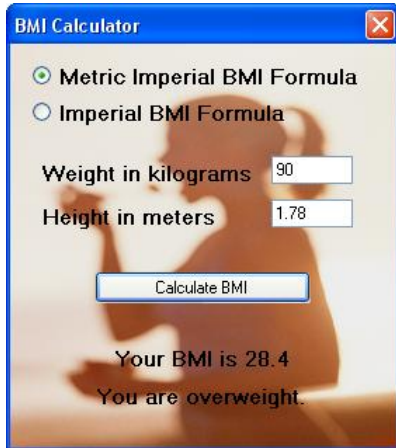 BMI Calculator
Metric Imperial BMI Formula
Imperial BMI Formula
Weight in kilograms 90
Height in meters 1.78
Calculate BMI
Your BMI is 28.4
You are overweight.